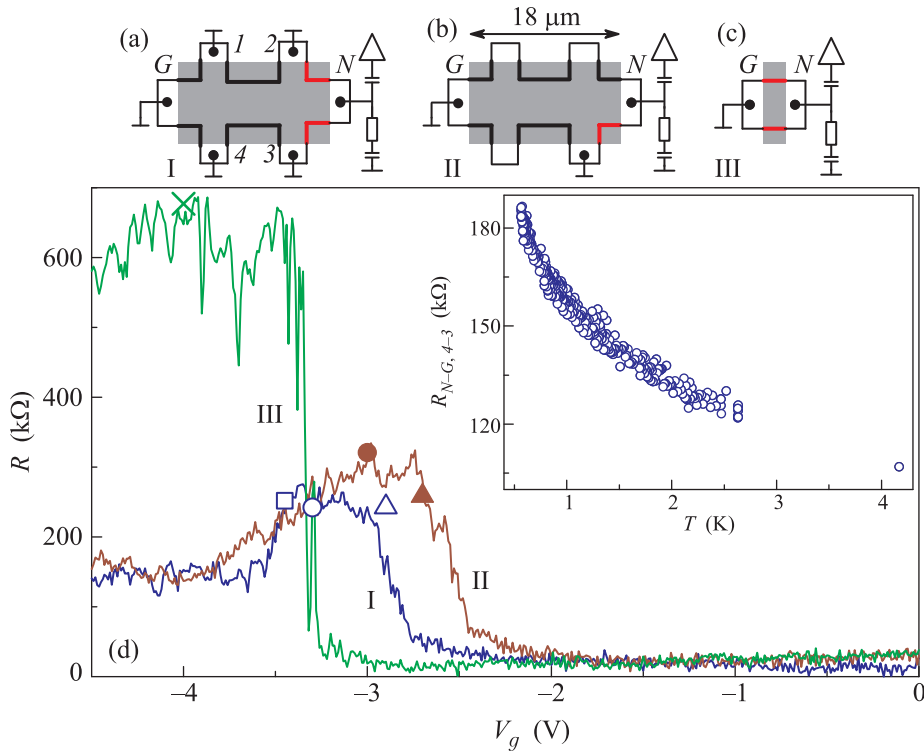 (a)
(b)
18 μm
(c)
G
1
2
N
G
N
G
N
I
4
3
II
III
R (kΩ)
600
400
200
0
III
I
II
(d)
–4
–3
–2
–1
0
V_g (V)
R_{N–G, 4–3} (kΩ)
180
150
120
1
2
3
4
T (K)